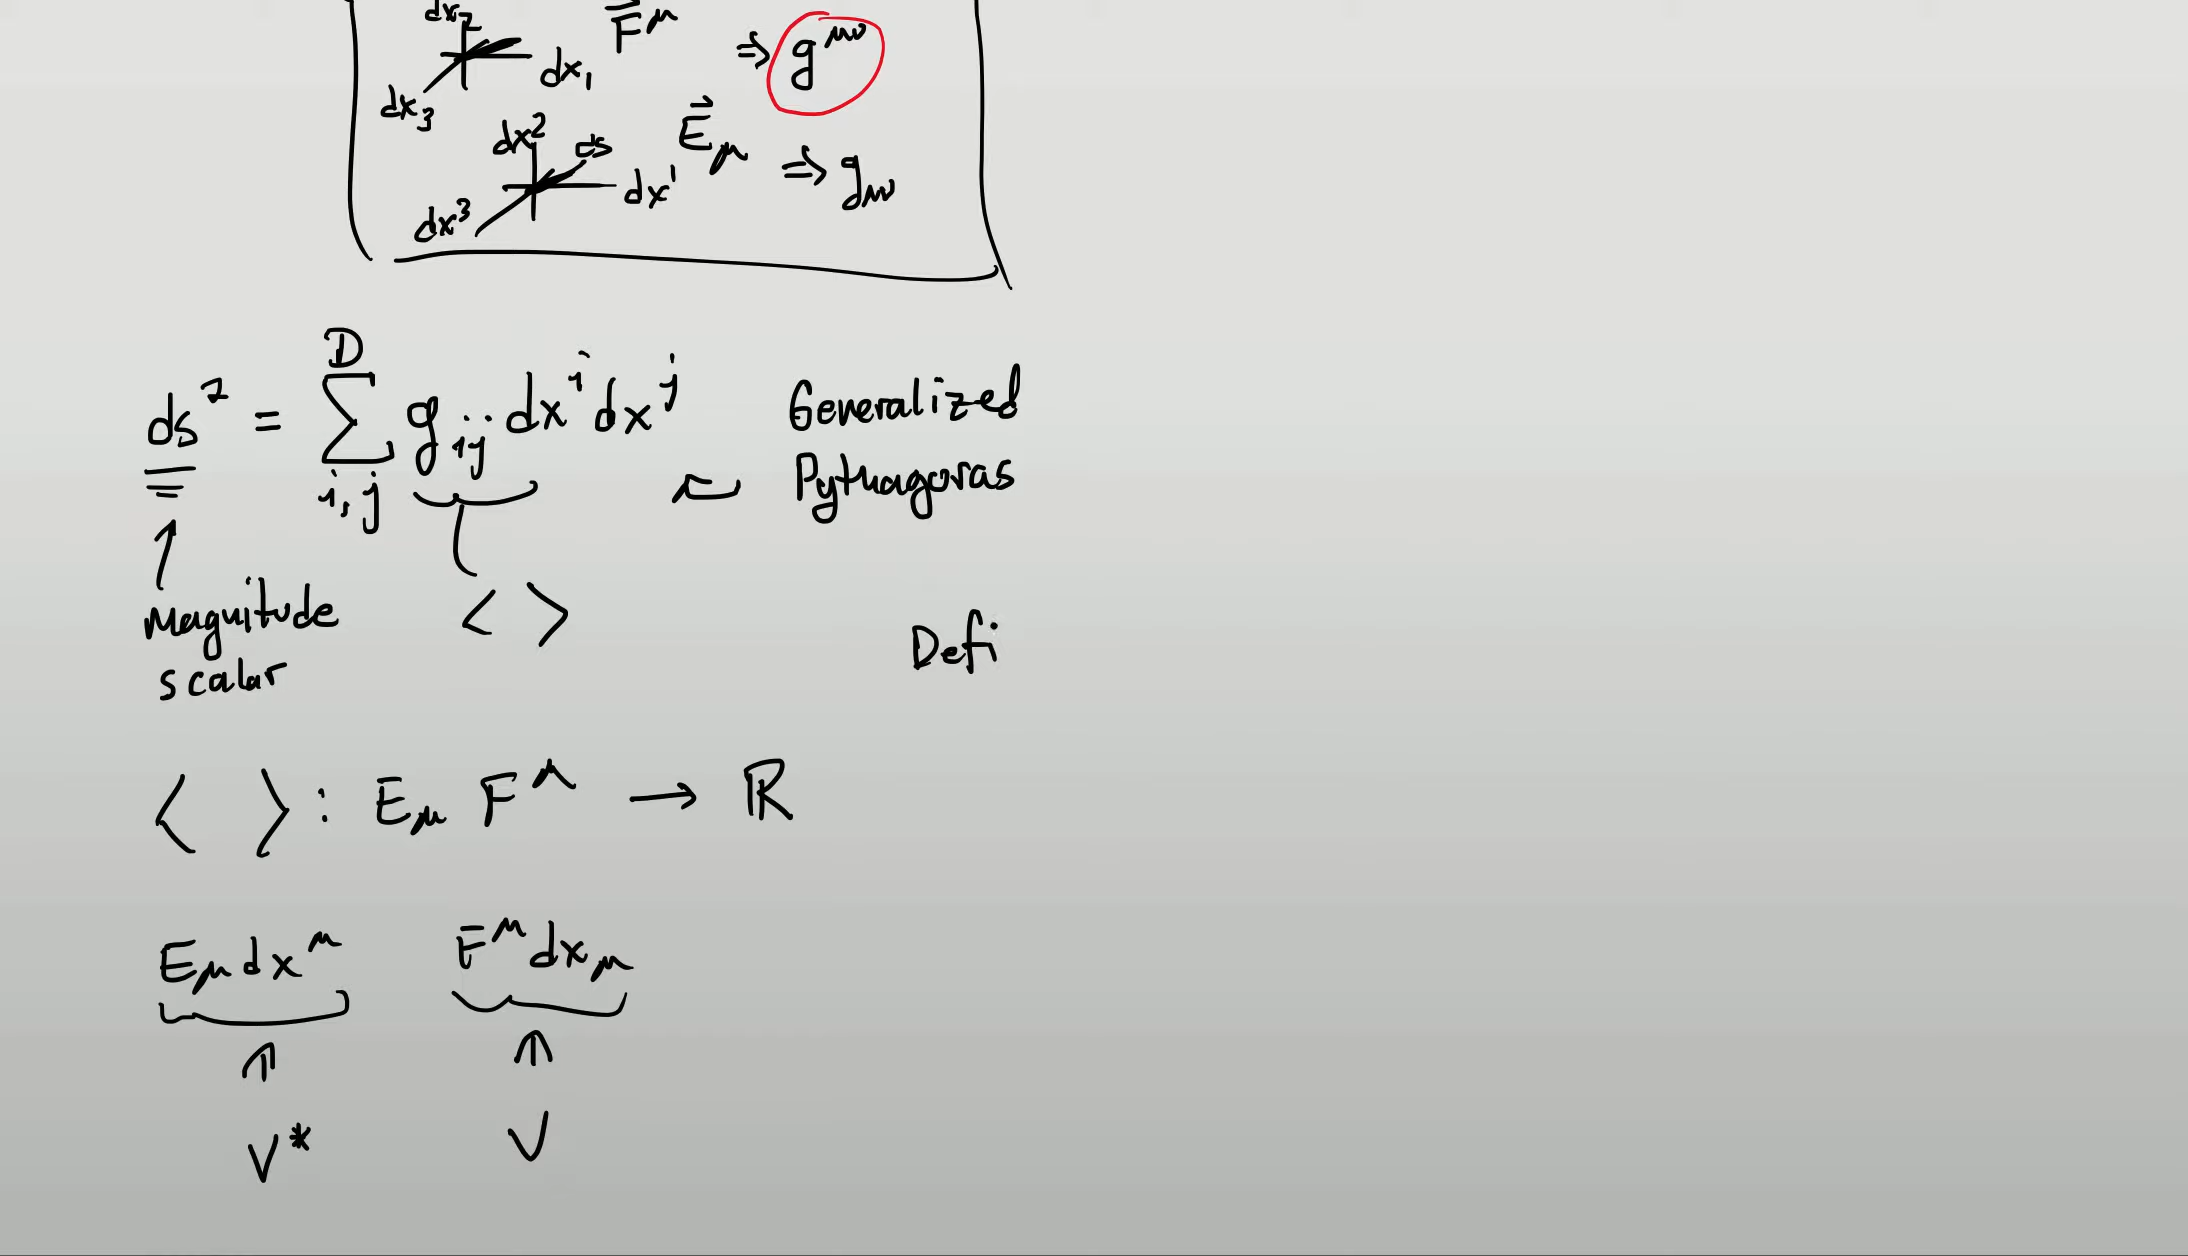 dx₂ F⃗^μ ⇒ g^μν
dx₁
dx₃
dx² ds E⃗_μ ⇒ g_μν
dx¹
dx³
D
ds² = Σ g_ij dx^i dx^j Generalized
i,j Pythagoras
Magnitude < >
scalar
Defi
⟨ ⟩ : E_μ F^μ → ℝ
E_μ dx^μ F^μ dx_μ
↑ ↑
V* V